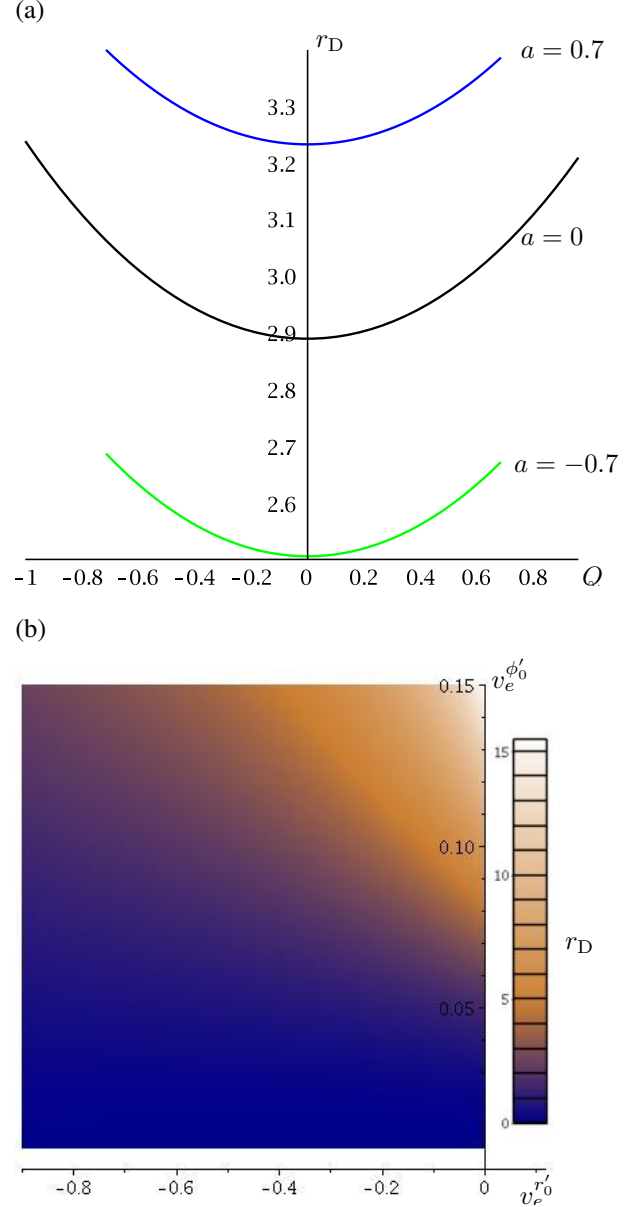 (a)
r_D
a = 0.7
3.3
3.2
3.1
a = 0
3.0
2.9
2.8
2.7
a = −0.7
2.6
-1 -0.8 -0.6 -0.4 -0.2 0 0.2 0.4 0.6 0.8 Q
(b)
0.15 v_e^{ϕ′_0}
15
0.10
10
r_D
0.05
5
0
-0.8 -0.6 -0.4 -0.2 0
v_e^{r′_0}